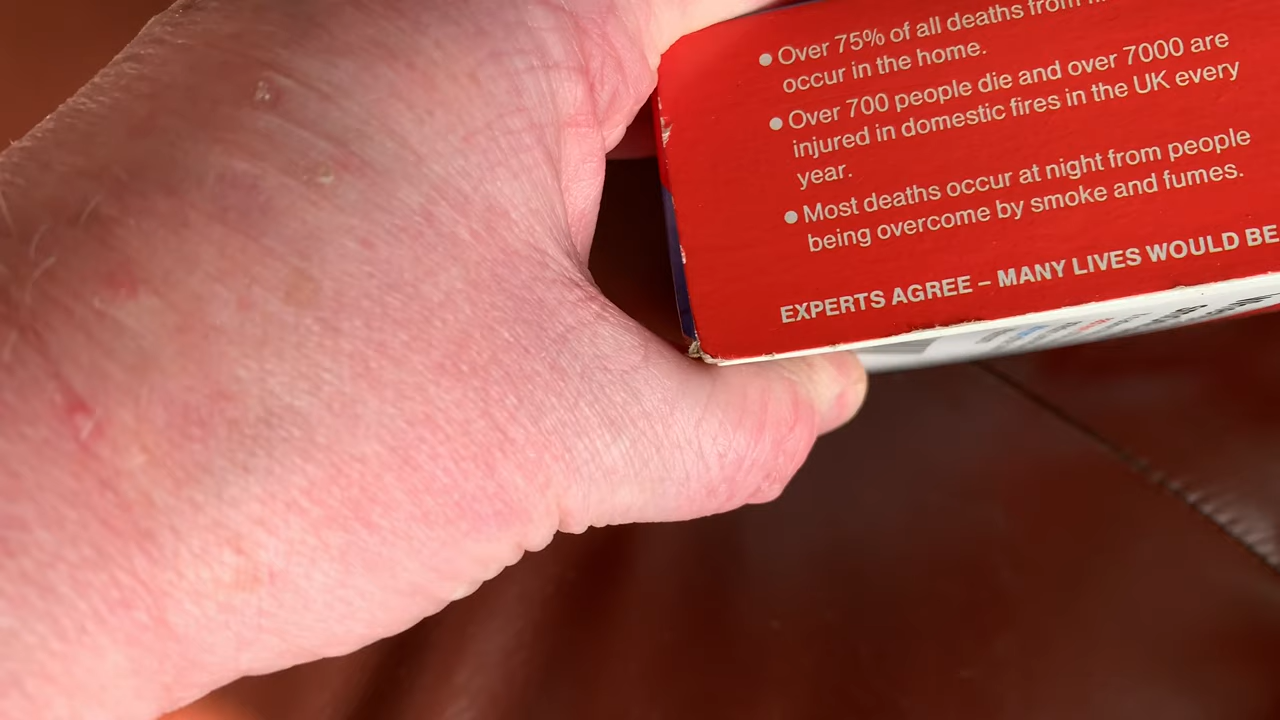 ● Over 75% of all deaths from
occur in the home.
● Over 700 people die and over 7000 are
injured in domestic fires in the UK every
year.
● Most deaths occur at night from people
being overcome by smoke and fumes.
EXPERTS AGREE – MANY LIVES WOULD BE